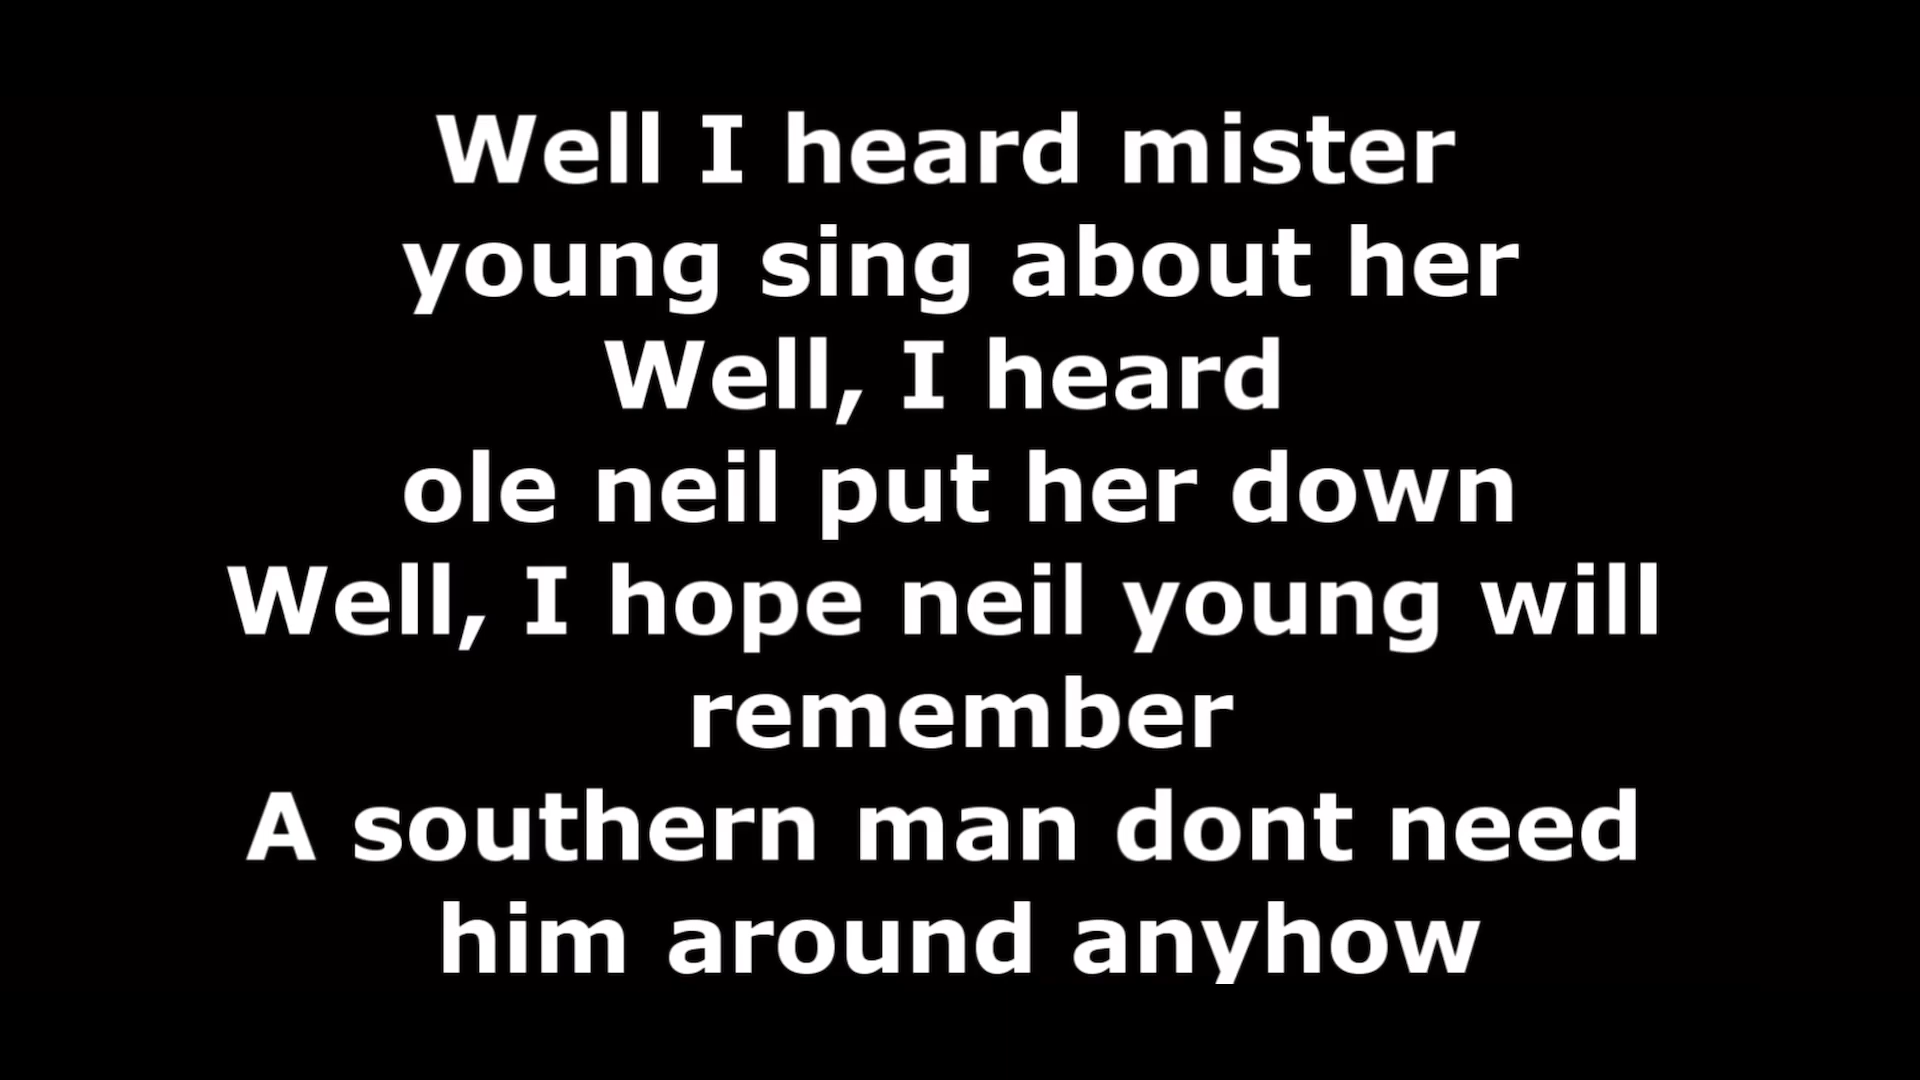 Well I heard mister
young sing about her
Well, I heard
ole neil put her down
Well, I hope neil young will
remember
A southern man dont need
him around anyhow